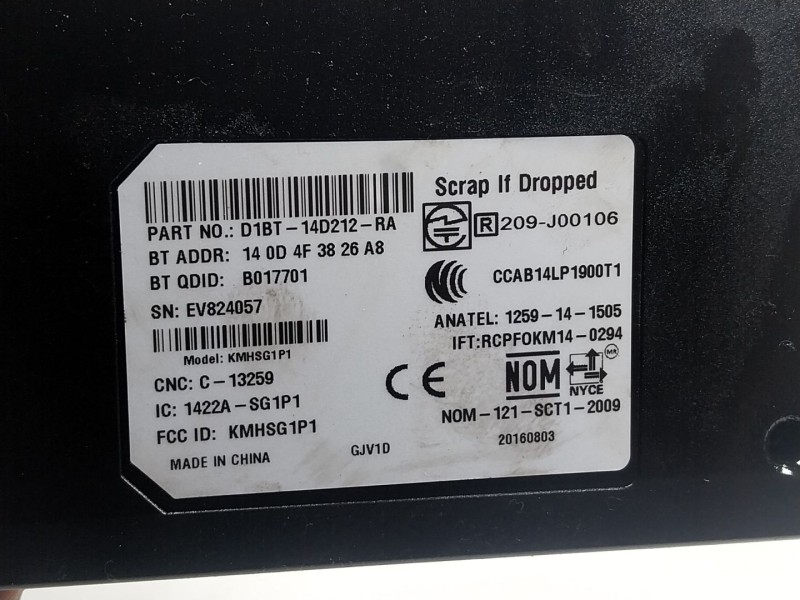 PART NO.: D1BT-14D212-RA
BT ADDR: 14 0D 4F 38 26 A8
BT QDID: B017701
SN: EV824057
Model: KMHSG1P1
CNC: C-13259
IC: 1422A-SG1P1
FCC ID: KMHSG1P1
MADE IN CHINA
GJV1D
Scrap If Dropped
R 209-J00106
CCAB14LP1900T1
ANATEL: 1259-14-1505
IFT:RCPFOKM14-0294
CE
NOM
MR
NYCE
NOM-121-SCT1-2009
20160803